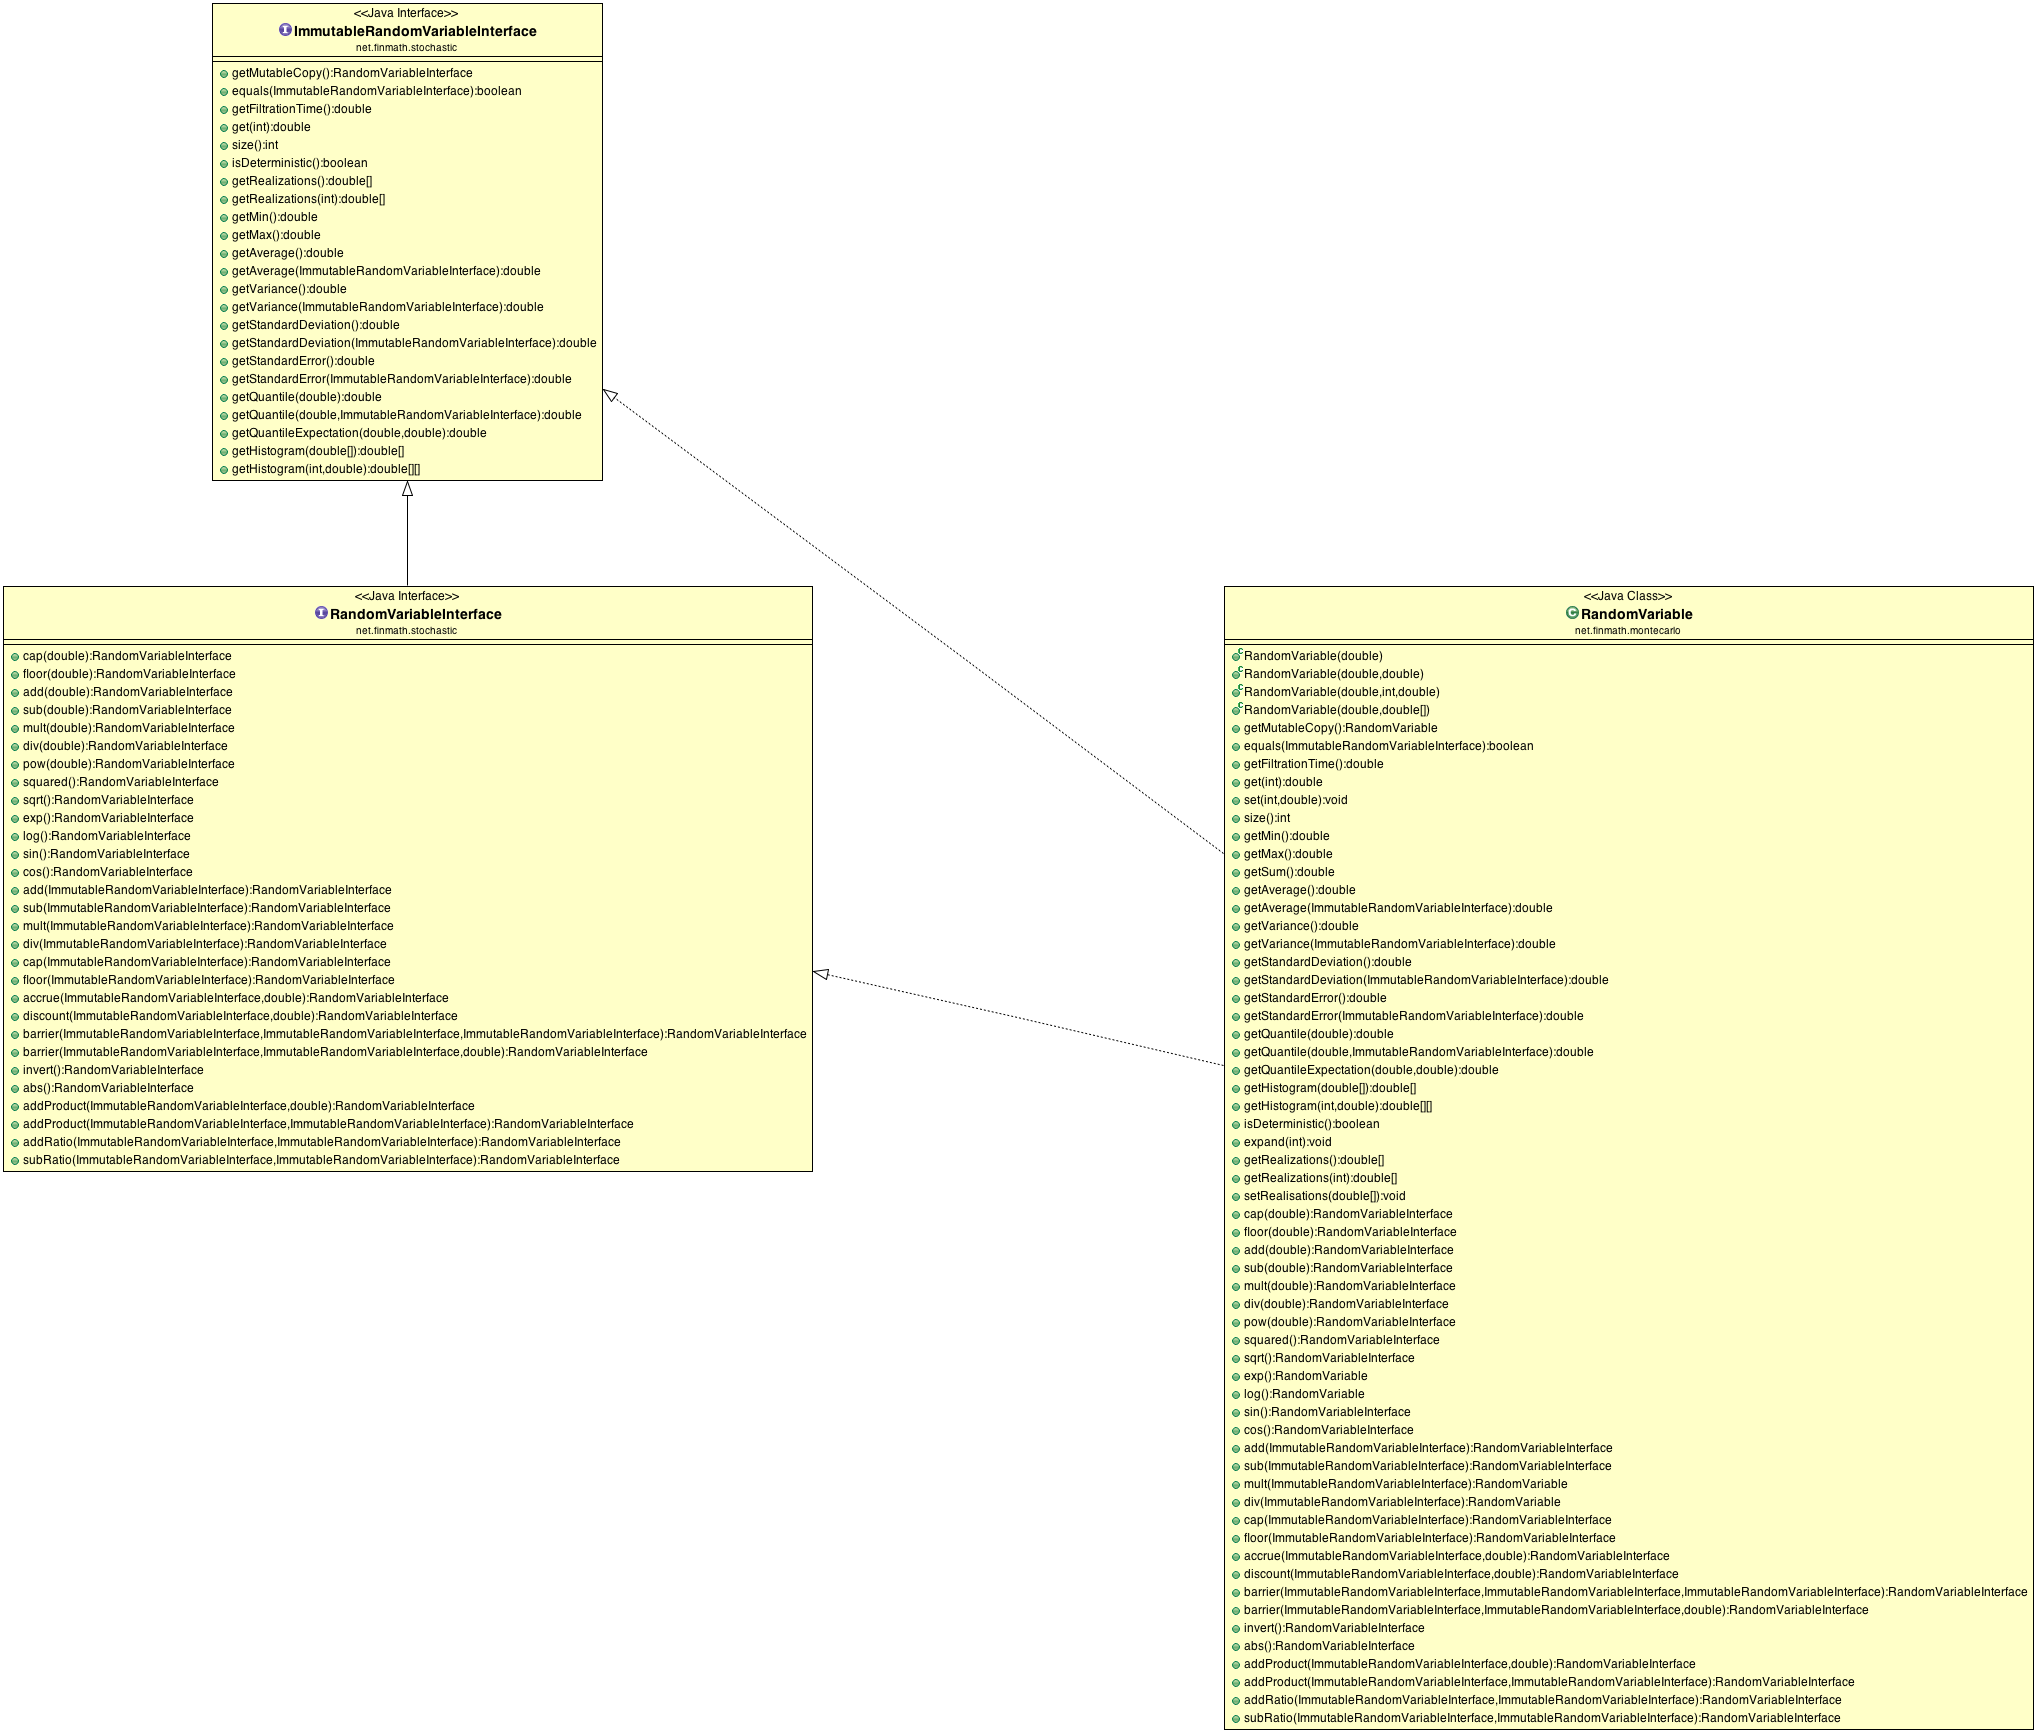 <<Java Interface>>
ImmutableRandomVariableInterface
net.finmath.stochastic
getMutableCopy():RandomVariableInterface
equals(ImmutableRandomVariableInterface):boolean
getFiltrationTime():double
get(int):double
size():int
isDeterministic():boolean
getRealizations():double[]
getRealizations(int):double[]
getMin():double
getMax():double
getAverage():double
getAverage(ImmutableRandomVariableInterface):double
getVariance():double
getVariance(ImmutableRandomVariableInterface):double
getStandardDeviation():double
getStandardDeviation(ImmutableRandomVariableInterface):double
getStandardError():double
getStandardError(ImmutableRandomVariableInterface):double
getQuantile(double):double
getQuantile(double,ImmutableRandomVariableInterface):double
getQuantileExpectation(double,double):double
getHistogram(double[]):double[]
getHistogram(int,double):double[][]
<<Java Interface>>
RandomVariableInterface
net.finmath.stochastic
cap(double):RandomVariableInterface
floor(double):RandomVariableInterface
add(double):RandomVariableInterface
sub(double):RandomVariableInterface
mult(double):RandomVariableInterface
div(double):RandomVariableInterface
pow(double):RandomVariableInterface
squared():RandomVariableInterface
sqrt():RandomVariableInterface
exp():RandomVariableInterface
log():RandomVariableInterface
sin():RandomVariableInterface
cos():RandomVariableInterface
add(ImmutableRandomVariableInterface):RandomVariableInterface
sub(ImmutableRandomVariableInterface):RandomVariableInterface
mult(ImmutableRandomVariableInterface):RandomVariableInterface
div(ImmutableRandomVariableInterface):RandomVariableInterface
cap(ImmutableRandomVariableInterface):RandomVariableInterface
floor(ImmutableRandomVariableInterface):RandomVariableInterface
accrue(ImmutableRandomVariableInterface,double):RandomVariableInterface
discount(ImmutableRandomVariableInterface,double):RandomVariableInterface
barrier(ImmutableRandomVariableInterface,ImmutableRandomVariableInterface,ImmutableRandomVariableInterface):RandomVariableInterface
barrier(ImmutableRandomVariableInterface,ImmutableRandomVariableInterface,double):RandomVariableInterface
invert():RandomVariableInterface
abs():RandomVariableInterface
addProduct(ImmutableRandomVariableInterface,double):RandomVariableInterface
addProduct(ImmutableRandomVariableInterface,ImmutableRandomVariableInterface):RandomVariableInterface
addRatio(ImmutableRandomVariableInterface,ImmutableRandomVariableInterface):RandomVariableInterface
subRatio(ImmutableRandomVariableInterface,ImmutableRandomVariableInterface):RandomVariableInterface
<<Java Class>>
RandomVariable
net.finmath.montecarlo
RandomVariable(double)
RandomVariable(double,double)
RandomVariable(double,int,double)
RandomVariable(double,double[])
getMutableCopy():RandomVariable
equals(ImmutableRandomVariableInterface):boolean
getFiltrationTime():double
get(int):double
set(int,double):void
size():int
getMin():double
getMax():double
getSum():double
getAverage():double
getAverage(ImmutableRandomVariableInterface):double
getVariance():double
getVariance(ImmutableRandomVariableInterface):double
getStandardDeviation():double
getStandardDeviation(ImmutableRandomVariableInterface):double
getStandardError():double
getStandardError(ImmutableRandomVariableInterface):double
getQuantile(double):double
getQuantile(double,ImmutableRandomVariableInterface):double
getQuantileExpectation(double,double):double
getHistogram(double[]):double[]
getHistogram(int,double):double[][]
isDeterministic():boolean
expand(int):void
getRealizations():double[]
getRealizations(int):double[]
setRealisations(double[]):void
cap(double):RandomVariableInterface
floor(double):RandomVariableInterface
add(double):RandomVariableInterface
sub(double):RandomVariableInterface
mult(double):RandomVariableInterface
div(double):RandomVariableInterface
pow(double):RandomVariableInterface
squared():RandomVariableInterface
sqrt():RandomVariableInterface
exp():RandomVariable
log():RandomVariable
sin():RandomVariableInterface
cos():RandomVariableInterface
add(ImmutableRandomVariableInterface):RandomVariableInterface
sub(ImmutableRandomVariableInterface):RandomVariableInterface
mult(ImmutableRandomVariableInterface):RandomVariable
div(ImmutableRandomVariableInterface):RandomVariable
cap(ImmutableRandomVariableInterface):RandomVariableInterface
floor(ImmutableRandomVariableInterface):RandomVariableInterface
accrue(ImmutableRandomVariableInterface,double):RandomVariableInterface
discount(ImmutableRandomVariableInterface,double):RandomVariableInterface
barrier(ImmutableRandomVariableInterface,ImmutableRandomVariableInterface,ImmutableRandomVariableInterface):RandomVariableInterface
barrier(ImmutableRandomVariableInterface,ImmutableRandomVariableInterface,double):RandomVariableInterface
invert():RandomVariableInterface
abs():RandomVariableInterface
addProduct(ImmutableRandomVariableInterface,double):RandomVariableInterface
addProduct(ImmutableRandomVariableInterface,ImmutableRandomVariableInterface):RandomVariableInterface
addRatio(ImmutableRandomVariableInterface,ImmutableRandomVariableInterface):RandomVariableInterface
subRatio(ImmutableRandomVariableInterface,ImmutableRandomVariableInterface):RandomVariableInterface